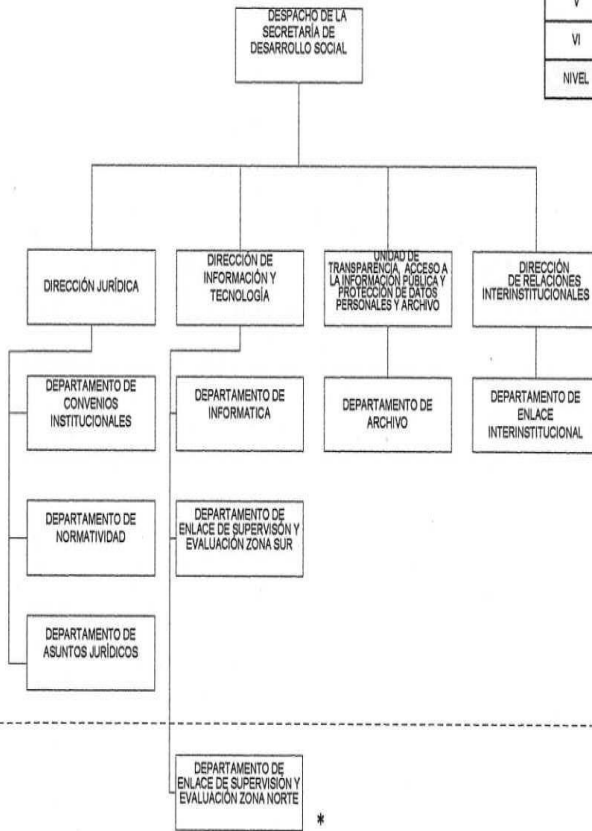 DESPACHO DE LA
SECRETARÍA DE
DESARROLLO SOCIAL
V
VI
NIVEL
DIRECCIÓN JURÍDICA
DIRECCIÓN DE
INFORMACIÓN Y
TECNOLOGÍA
UNIDAD DE
TRANSPARENCIA, ACCESO A
LA INFORMACIÓN PÚBLICA Y
PROTECCIÓN DE DATOS
PERSONALES Y ARCHIVO
DIRECCIÓN
DE RELACIONES
INTERINSTITUCIONALES
DEPARTAMENTO DE
CONVENIOS
INSTITUCIONALES
DEPARTAMENTO DE
INFORMATICA
DEPARTAMENTO DE
ARCHIVO
DEPARTAMENTO DE
ENLACE
INTERINSTITUCIONAL
DEPARTAMENTO DE
NORMATIVIDAD
DEPARTAMENTO DE
ENLACE DE SUPERVISÓN Y
EVALUACIÓN ZONA SUR
DEPARTAMENTO DE
ASUNTOS JURÍDICOS
DEPARTAMENTO DE
ENLACE DE SUPERVISIÓN Y
EVALUACIÓN ZONA NORTE
*